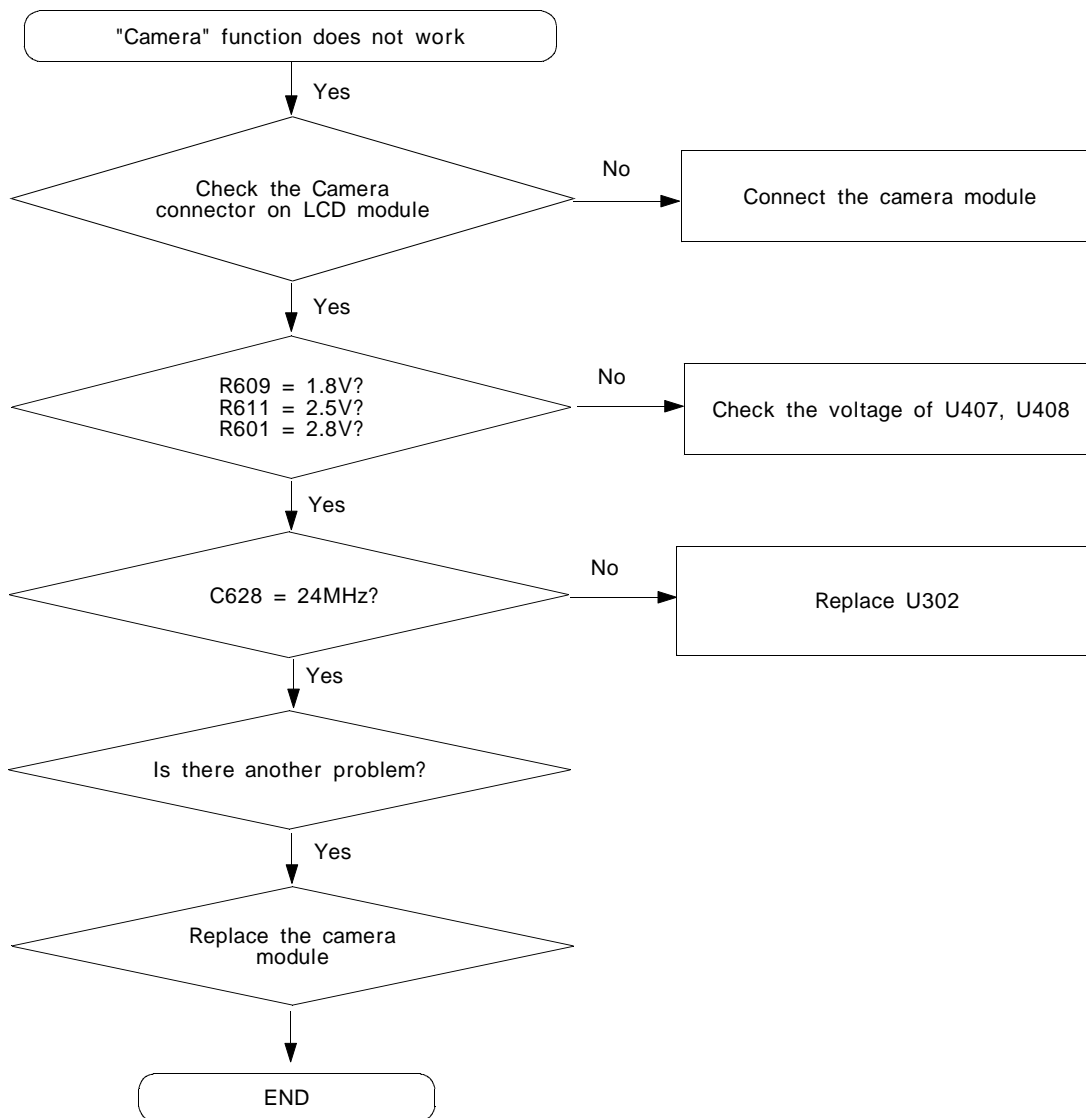 "Camera" function does not work
Yes
Check the Camera
connector on LCD module
No
Connect the camera module
Yes
R609 = 1.8V?
R611 = 2.5V?
R601 = 2.8V?
No
Check the voltage of U407, U408
Yes
C628 = 24MHz?
No
Replace U302
Yes
Is there another problem?
Yes
Replace the camera
module
END